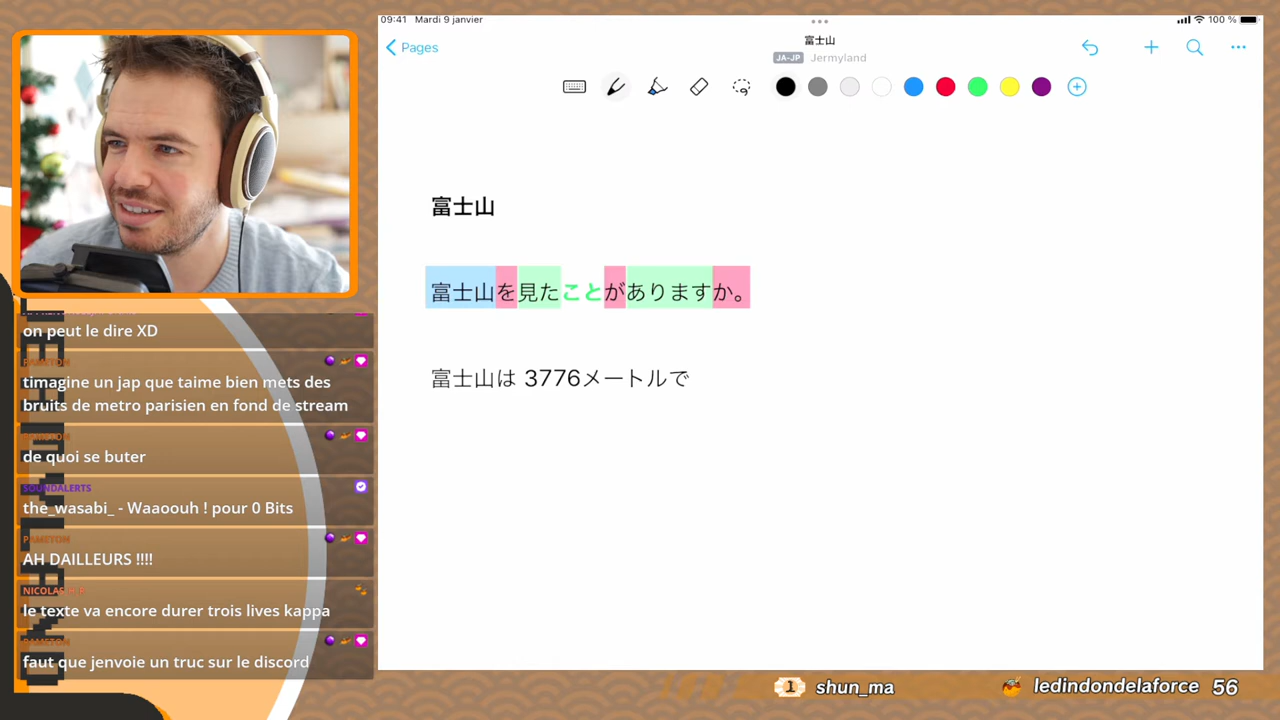 09:41 Mardi 9 janvier
100 %
Pages
富士山
JA-JP Jermyland
富士山
富士山を見たことがありますか。
富士山は 3776メートルで
on peut le dire XD
PAMETON
timagine un jap que taime bien mets des
bruits de metro parisien en fond de stream
PAMETON
de quoi se buter
SOUNDALERTS
the_wasabi_ - Waaoouh ! pour 0 Bits
PAMETON
AH DAILLEURS !!!!
le texte va encore durer trois lives kappa
PAMETON
faut que jenvoie un truc sur le discord
1 shun_ma
ledindondelaforce 56